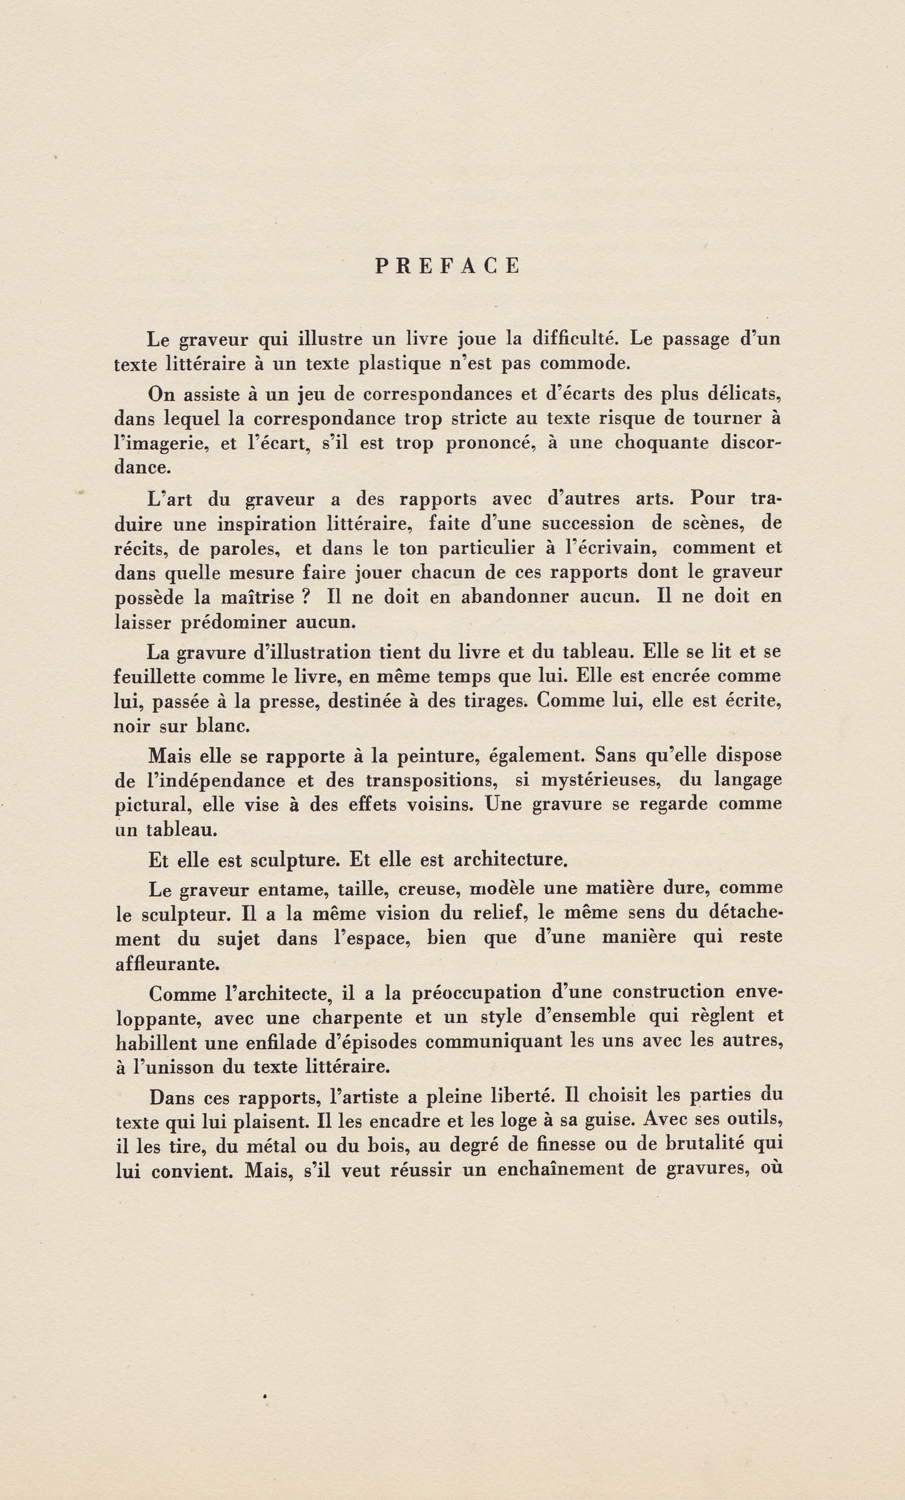 PREFACE
Le graveur qui illustre un livre joue la difficulté. Le passage d'un
texte littéraire à un texte plastique n'est pas commode.
On assiste à un jeu de correspondances et d'écarts des plus délicats,
dans lequel la correspondance trop stricte au texte risque de tourner à
l'imagerie, et l'écart, s'il est trop prononcé, à une choquante discor-
dance.
L'art du graveur a des rapports avec d'autres arts. Pour tra-
duire une inspiration littéraire, faite d'une succession de scènes, de
récits, de paroles, et dans le ton particulier à l'écrivain, comment et
dans quelle mesure faire jouer chacun de ces rapports dont le graveur
possède la maîtrise ? Il ne doit en abandonner aucun. Il ne doit en
laisser prédominer aucun.
La gravure d'illustration tient du livre et du tableau. Elle se lit et se
feuillette comme le livre, en même temps que lui. Elle est encrée comme
lui, passée à la presse, destinée à des tirages. Comme lui, elle est écrite,
noir sur blanc.
Mais elle se rapporte à la peinture, également. Sans qu'elle dispose
de l'indépendance et des transpositions, si mystérieuses, du langage
pictural, elle vise à des effets voisins. Une gravure se regarde comme
un tableau.
Et elle est sculpture. Et elle est architecture.
Le graveur entame, taille, creuse, modèle une matière dure, comme
le sculpteur. Il a la même vision du relief, le même sens du détache-
ment du sujet dans l'espace, bien que d'une manière qui reste
affleurante.
Comme l'architecte, il a la préoccupation d'une construction enve-
loppante, avec une charpente et un style d'ensemble qui règlent et
habillent une enfilade d'épisodes communiquant les uns avec les autres,
à l'unisson du texte littéraire.
Dans ces rapports, l'artiste a pleine liberté. Il choisit les parties du
texte qui lui plaisent. Il les encadre et les loge à sa guise. Avec ses outils,
il les tire, du métal ou du bois, au degré de finesse ou de brutalité qui
lui convient. Mais, s'il veut réussir un enchaînement de gravures, où